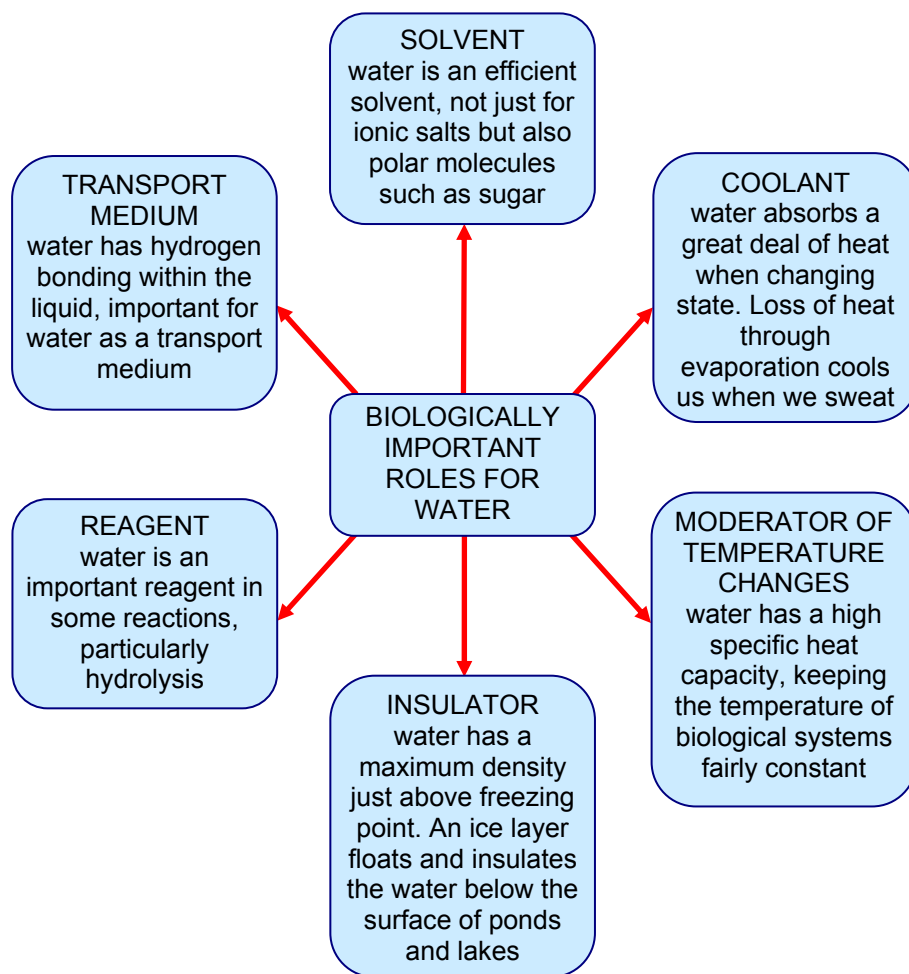 SOLVENT
water is an efficient
solvent, not just for
ionic salts but also
polar molecules
such as sugar
TRANSPORT
MEDIUM
water has hydrogen
bonding within the
liquid, important for
water as a transport
medium
COOLANT
water absorbs a
great deal of heat
when changing
state. Loss of heat
through
evaporation cools
us when we sweat
BIOLOGICALLY
IMPORTANT
ROLES FOR
WATER
REAGENT
water is an
important reagent in
some reactions,
particularly
hydrolysis
MODERATOR OF
TEMPERATURE
CHANGES
water has a high
specific heat
capacity, keeping
the temperature of
biological systems
fairly constant
INSULATOR
water has a
maximum density
just above freezing
point. An ice layer
floats and insulates
the water below the
surface of ponds
and lakes